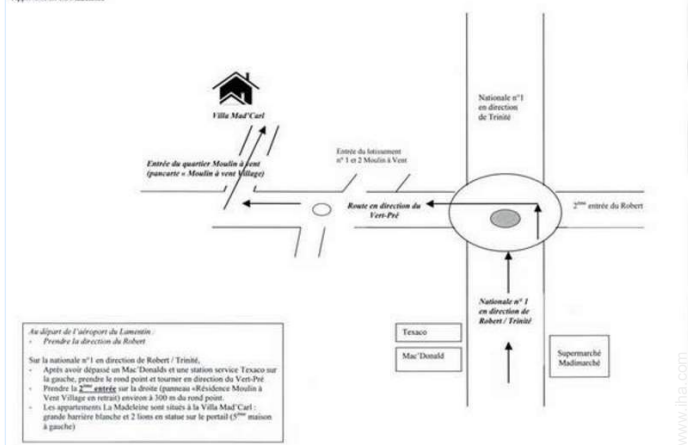 Nationale n°1
en direction
de Trinité
Villa Mad'Carl
Entrée du lotissement
n° 1 et 2 Moulin à Vent
Entrée du quartier Moulin à vent
(pancarte « Moulin à vent Village)
Route en direction du
Vert-Pré
2ème entrée du Robert
Nationale n° 1
en direction de
Robert / Trinité
Texaco
Mac'Donald
Supermarché
Madimarché
Au départ de l'aéroport du Lamentin :
- Prendre la direction du Robert
Sur la nationale n°1 en direction de Robert / Trinité,
- Après avoir dépassé un Mac'Donalds et une station service Texaco sur
la gauche, prendre le rond point et tourner en direction du Vert-Pré
- Prendre la 2ème entrée sur la droite (panneau «Résidence Moulin à
Vent Village en retrait) environ à 300 m du rond point.
- Les appartements La Madeleine sont situés à la Villa Mad'Carl :
grande barrière blanche et 2 lions en statue sur le portail (5ème maison
à gauche)
www.iha.com